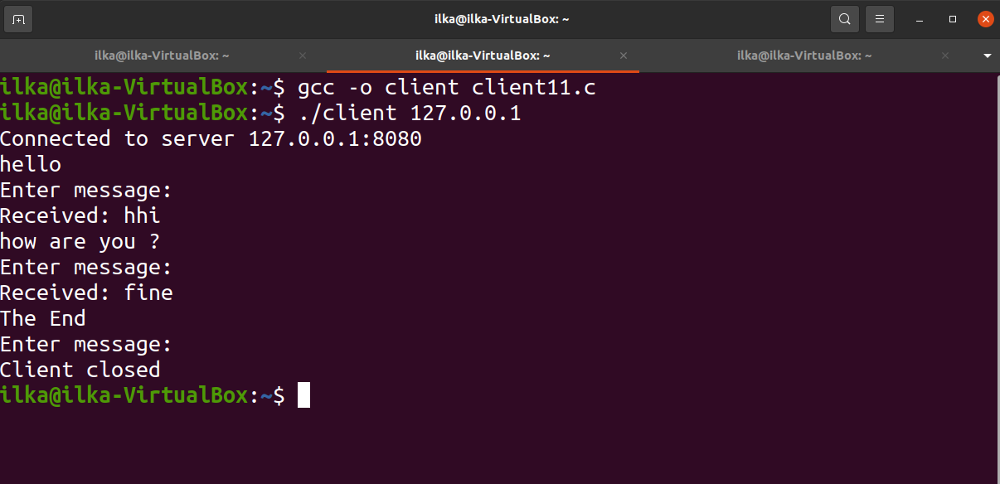 ilka@ilka-VirtualBox: ~
ilka@ilka-VirtualBox: ~ ilka@ilka-VirtualBox: ~ ilka@ilka-VirtualBox: ~
ilka@ilka-VirtualBox:~$ gcc -o client client11.c
ilka@ilka-VirtualBox:~$ ./client 127.0.0.1
Connected to server 127.0.0.1:8080
hello
Enter message:
Received: hhi
how are you ?
Enter message:
Received: fine
The End
Enter message:
Client closed
ilka@ilka-VirtualBox:~$